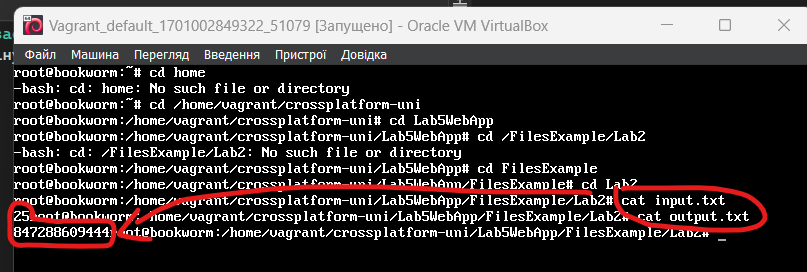 Vagrant_default_1701002849322_51079 [Запущено] - Oracle VM VirtualBox
Файл Машина Перегляд Введення Пристрої Довідка
root@bookworm:~# cd home
-bash: cd: home: No such file or directory
root@bookworm:~# cd /home/vagrant/crossplatform-uni
root@bookworm:/home/vagrant/crossplatform-uni# cd Lab5WebApp
root@bookworm:/home/vagrant/crossplatform-uni/Lab5WebApp# cd /FilesExample/Lab2
-bash: cd: /FilesExample/Lab2: No such file or directory
root@bookworm:/home/vagrant/crossplatform-uni/Lab5WebApp# cd FilesExample
root@bookworm:/home/vagrant/crossplatform-uni/Lab5WebApp/FilesExample# cd Lab2
root@bookworm:/home/vagrant/crossplatform-uni/Lab5WebApp/FilesExample/Lab2# cat input.txt
25root@bookworm:/home/vagrant/crossplatform-uni/Lab5WebApp/FilesExample/Lab2# cat output.txt
847288609444root@bookworm:/home/vagrant/crossplatform-uni/Lab5WebApp/FilesExample/Lab2# _